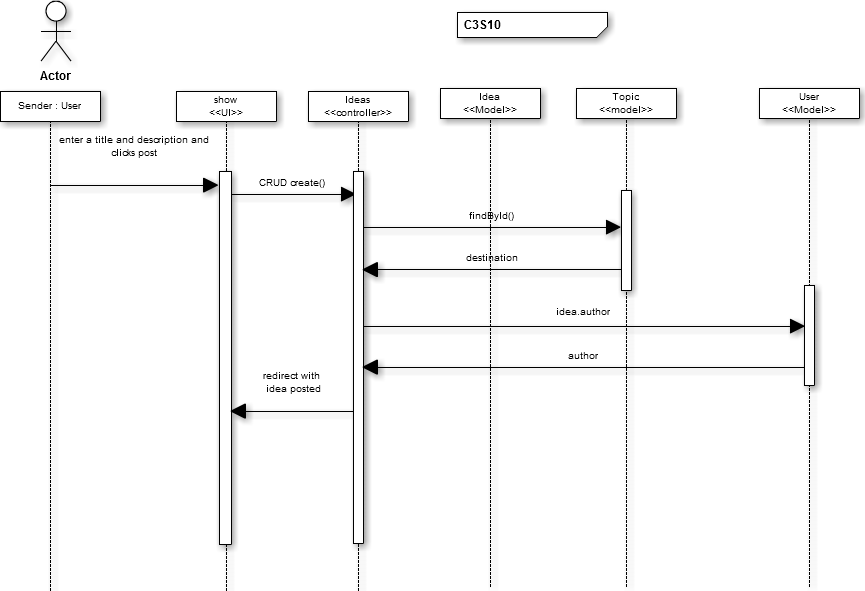 C3S10
Actor
Sender : User
show
<<UI>>
Ideas
<<controller>>
Idea
<<Model>>
Topic
<<model>>
User
<<Model>>
enter a title and description and
clicks post
CRUD create()
findById()
destination
idea.author
author
redirect with
idea posted